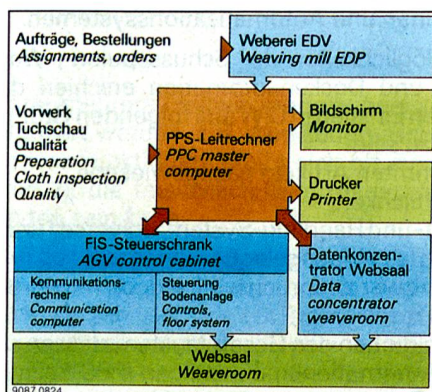 Aufträge, Bestellungen
Assignments, orders
Weberei EDV
Weaving mill EDP
Vorwerk
Tuchschau
Qualität
Preparation
Cloth inspection
Quality
PPS-Leitrechner
PPC master
computer
Bildschirm
Monitor
Drucker
Printer
FIS-Steuerschrank
AGV control cabinet
Kommunikations-
rechner
Communication
computer
Steuerung
Bodenanlage
Controls,
floor system
Datenkonzen-
trator Websaal
Data
concentrator
weaveroom
Websaal
Weaveroom
9087 0824